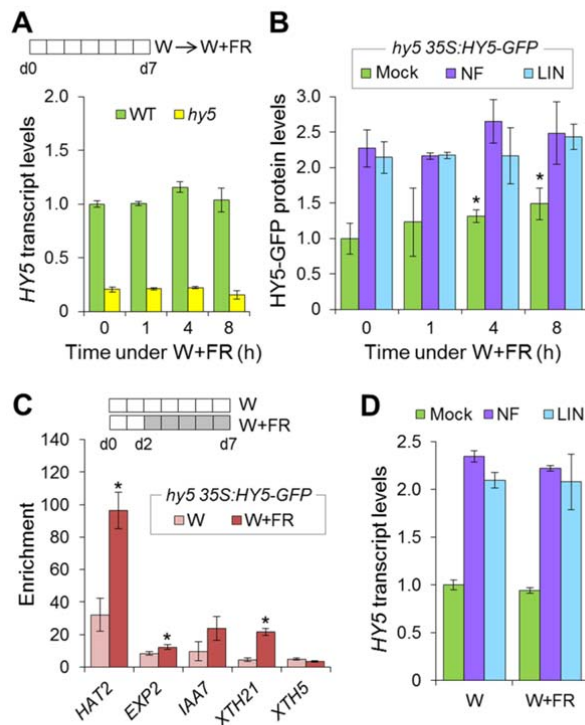 A
W → W+FR
d0 d7
WT hy5
HY5 transcript levels
1.5
1.0
0.5
0.0
0 1 4 8
Time under W+FR (h)
B
hy5 35S:HY5-GFP
Mock NF LIN
HY5-GFP protein levels
3.0
2.5
2.0
1.5
1.0
0.5
0.0
* *
0 1 4 8
Time under W+FR (h)
C
W
W+FR
d0 d2 d7
hy5 35S:HY5-GFP
W W+FR
Enrichment
140
120
100
80
60
40
20
0
*
* *
HAT2 EXP2 IAA7 XTH21 XTH5
D
Mock NF LIN
HY5 transcript levels
2.5
2.0
1.5
1.0
0.5
0
W W+FR